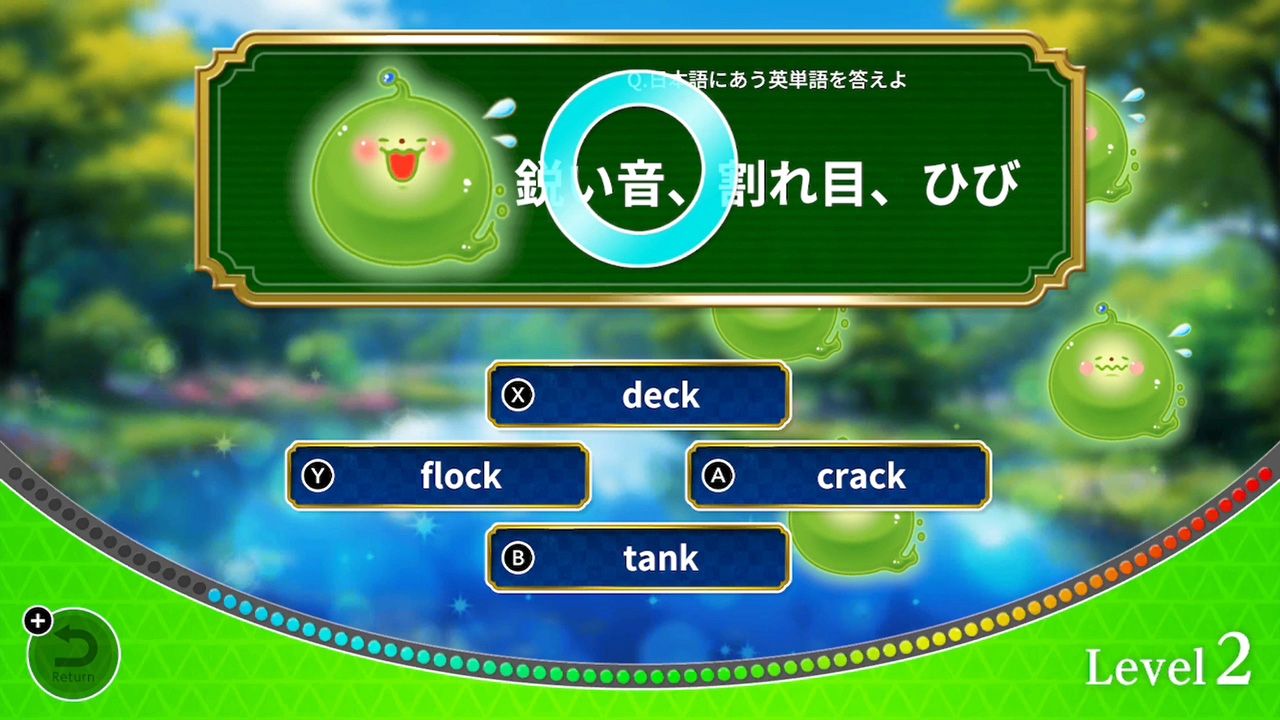 Q.日本語にあう英単語を答えよ
鋭い音、割れ目、ひび
X deck
Y flock
A crack
B tank
+
Return
Level 2